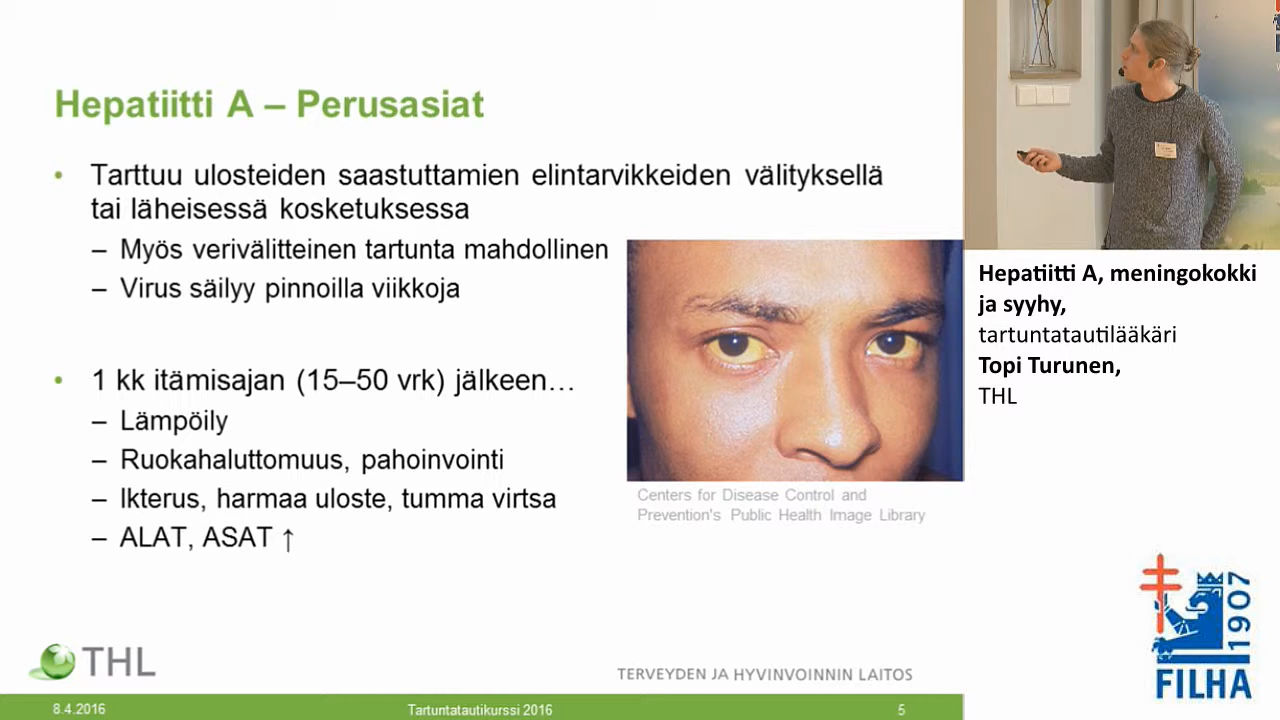 Hepatiitti A – Perusasiat
• Tarttuu ulosteiden saastuttamien elintarvikkeiden välityksellä
tai läheisessä kosketuksessa
– Myös verivälitteinen tartunta mahdollinen
– Virus säilyy pinnoilla viikkoja
• 1 kk itämisajan (15–50 vrk) jälkeen…
– Lämpöily
– Ruokahaluttomuus, pahoinvointi
– Ikterus, harmaa uloste, tumma virtsa
– ALAT, ASAT ↑
Centers for Disease Control and
Prevention's Public Health Image Library
THL
TERVEYDEN JA HYVINVOINNIN LAITOS
8.4.2016
Tartuntatautikurssi 2016
5
Hepatiitti A, meningokokki
ja syyhy,
tartuntatautilääkäri
Topi Turunen,
THL
1907
FILHA